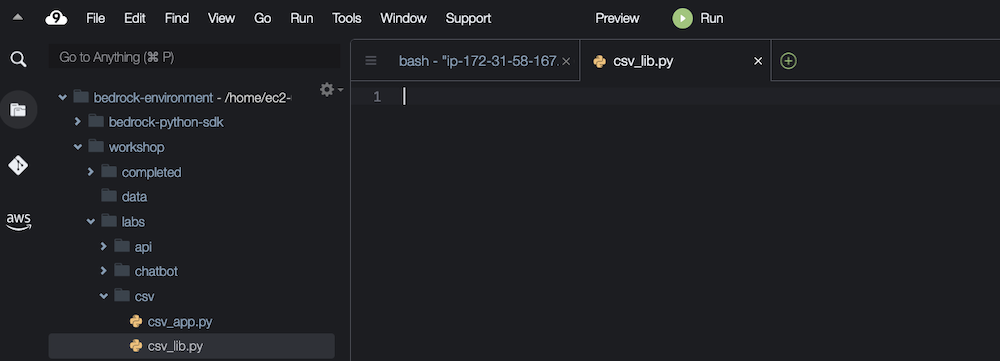 9 File Edit Find View Go Run Tools Window Support Preview Run
Go to Anything (⌘ P)
bash - "ip-172-31-58-167.
csv_lib.py
1
bedrock-environment - /home/ec2-
bedrock-python-sdk
workshop
completed
data
labs
api
chatbot
csv
csv_app.py
csv_lib.py
aws